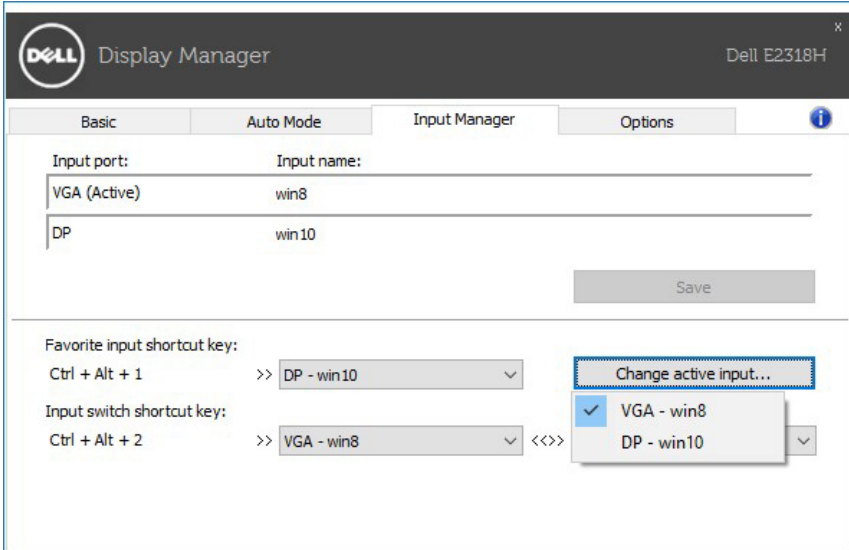 DELL Display Manager Dell E2318H
x
Basic Auto Mode Input Manager Options i
Input port: Input name:
VGA (Active) win8
DP win10
Save
Favorite input shortcut key:
Ctrl + Alt + 1 >> DP - win10 Change active input...
Input switch shortcut key:
VGA - win8
Ctrl + Alt + 2 >> VGA - win8 <<>>
DP - win10